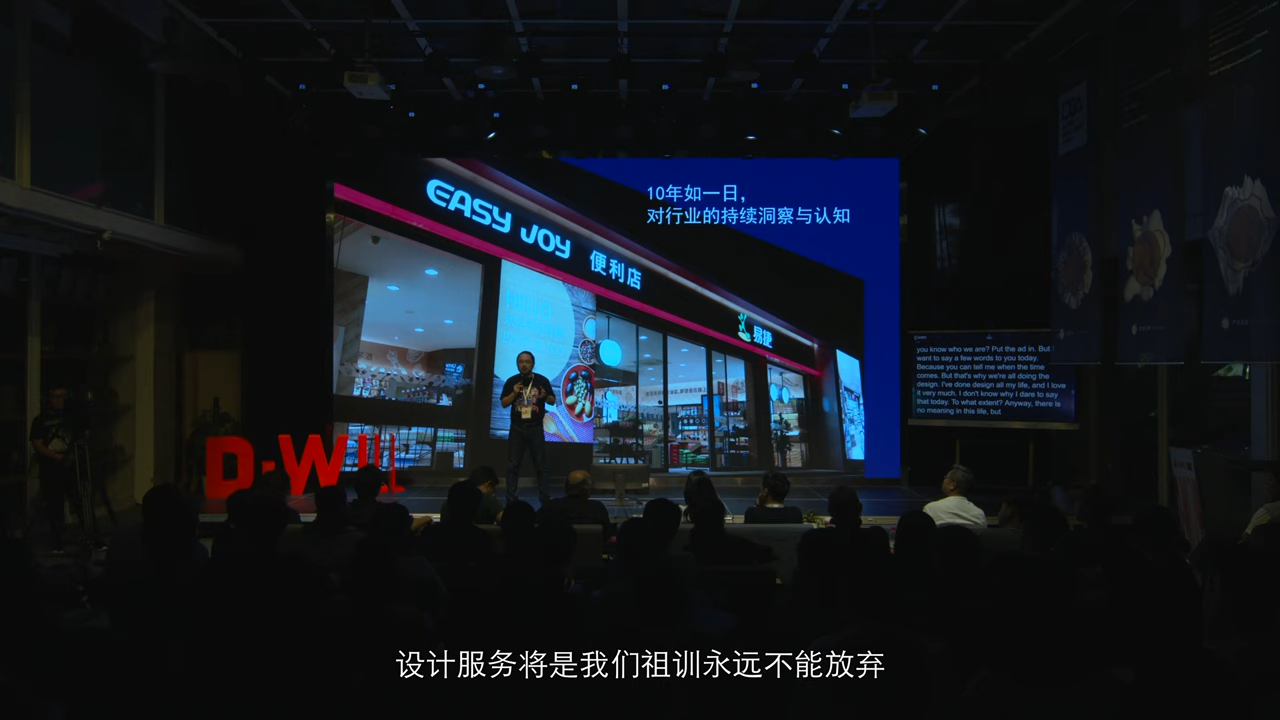 10年如一日，
对行业的持续洞察与认知
EASY JOY 便利店
易捷
you know who we are? Put the ad in. But I
want to say a few words to you today.
Because you can tell me when the time
comes. But that's why we're all doing the
design. I've done design all my life, and I love
it very much. I don't know why I dare to say
that today. To what extent? Anyway, there is
no meaning in this life, but
D·WILL
设计服务将是我们祖训永远不能放弃